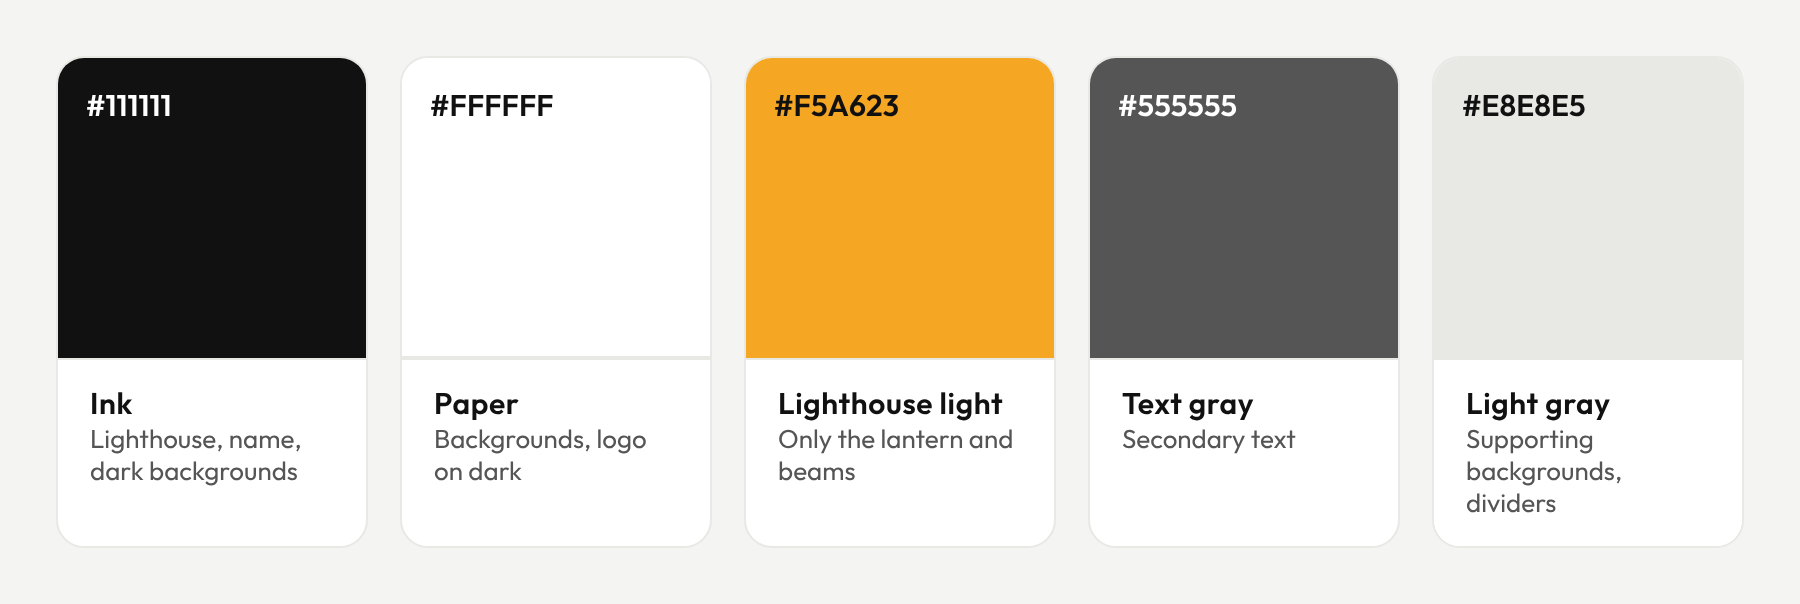 #111111
Ink
Lighthouse, name,
dark backgrounds
#FFFFFF
Paper
Backgrounds, logo
on dark
#F5A623
Lighthouse light
Only the lantern and
beams
#555555
Text gray
Secondary text
#E8E8E5
Light gray
Supporting
backgrounds,
dividers